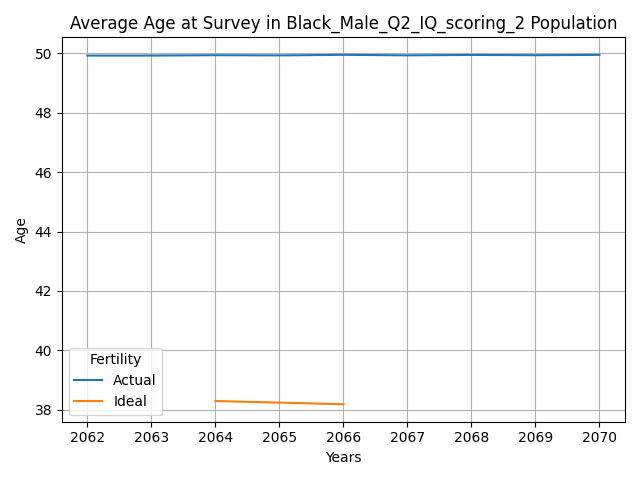 Average Age at Survey in Black_Male_Q2_IQ_scoring_2 Population
50
48
46
44
42
40
38
Age
Fertility
Actual
Ideal
2062 2063 2064 2065 2066 2067 2068 2069 2070
Years